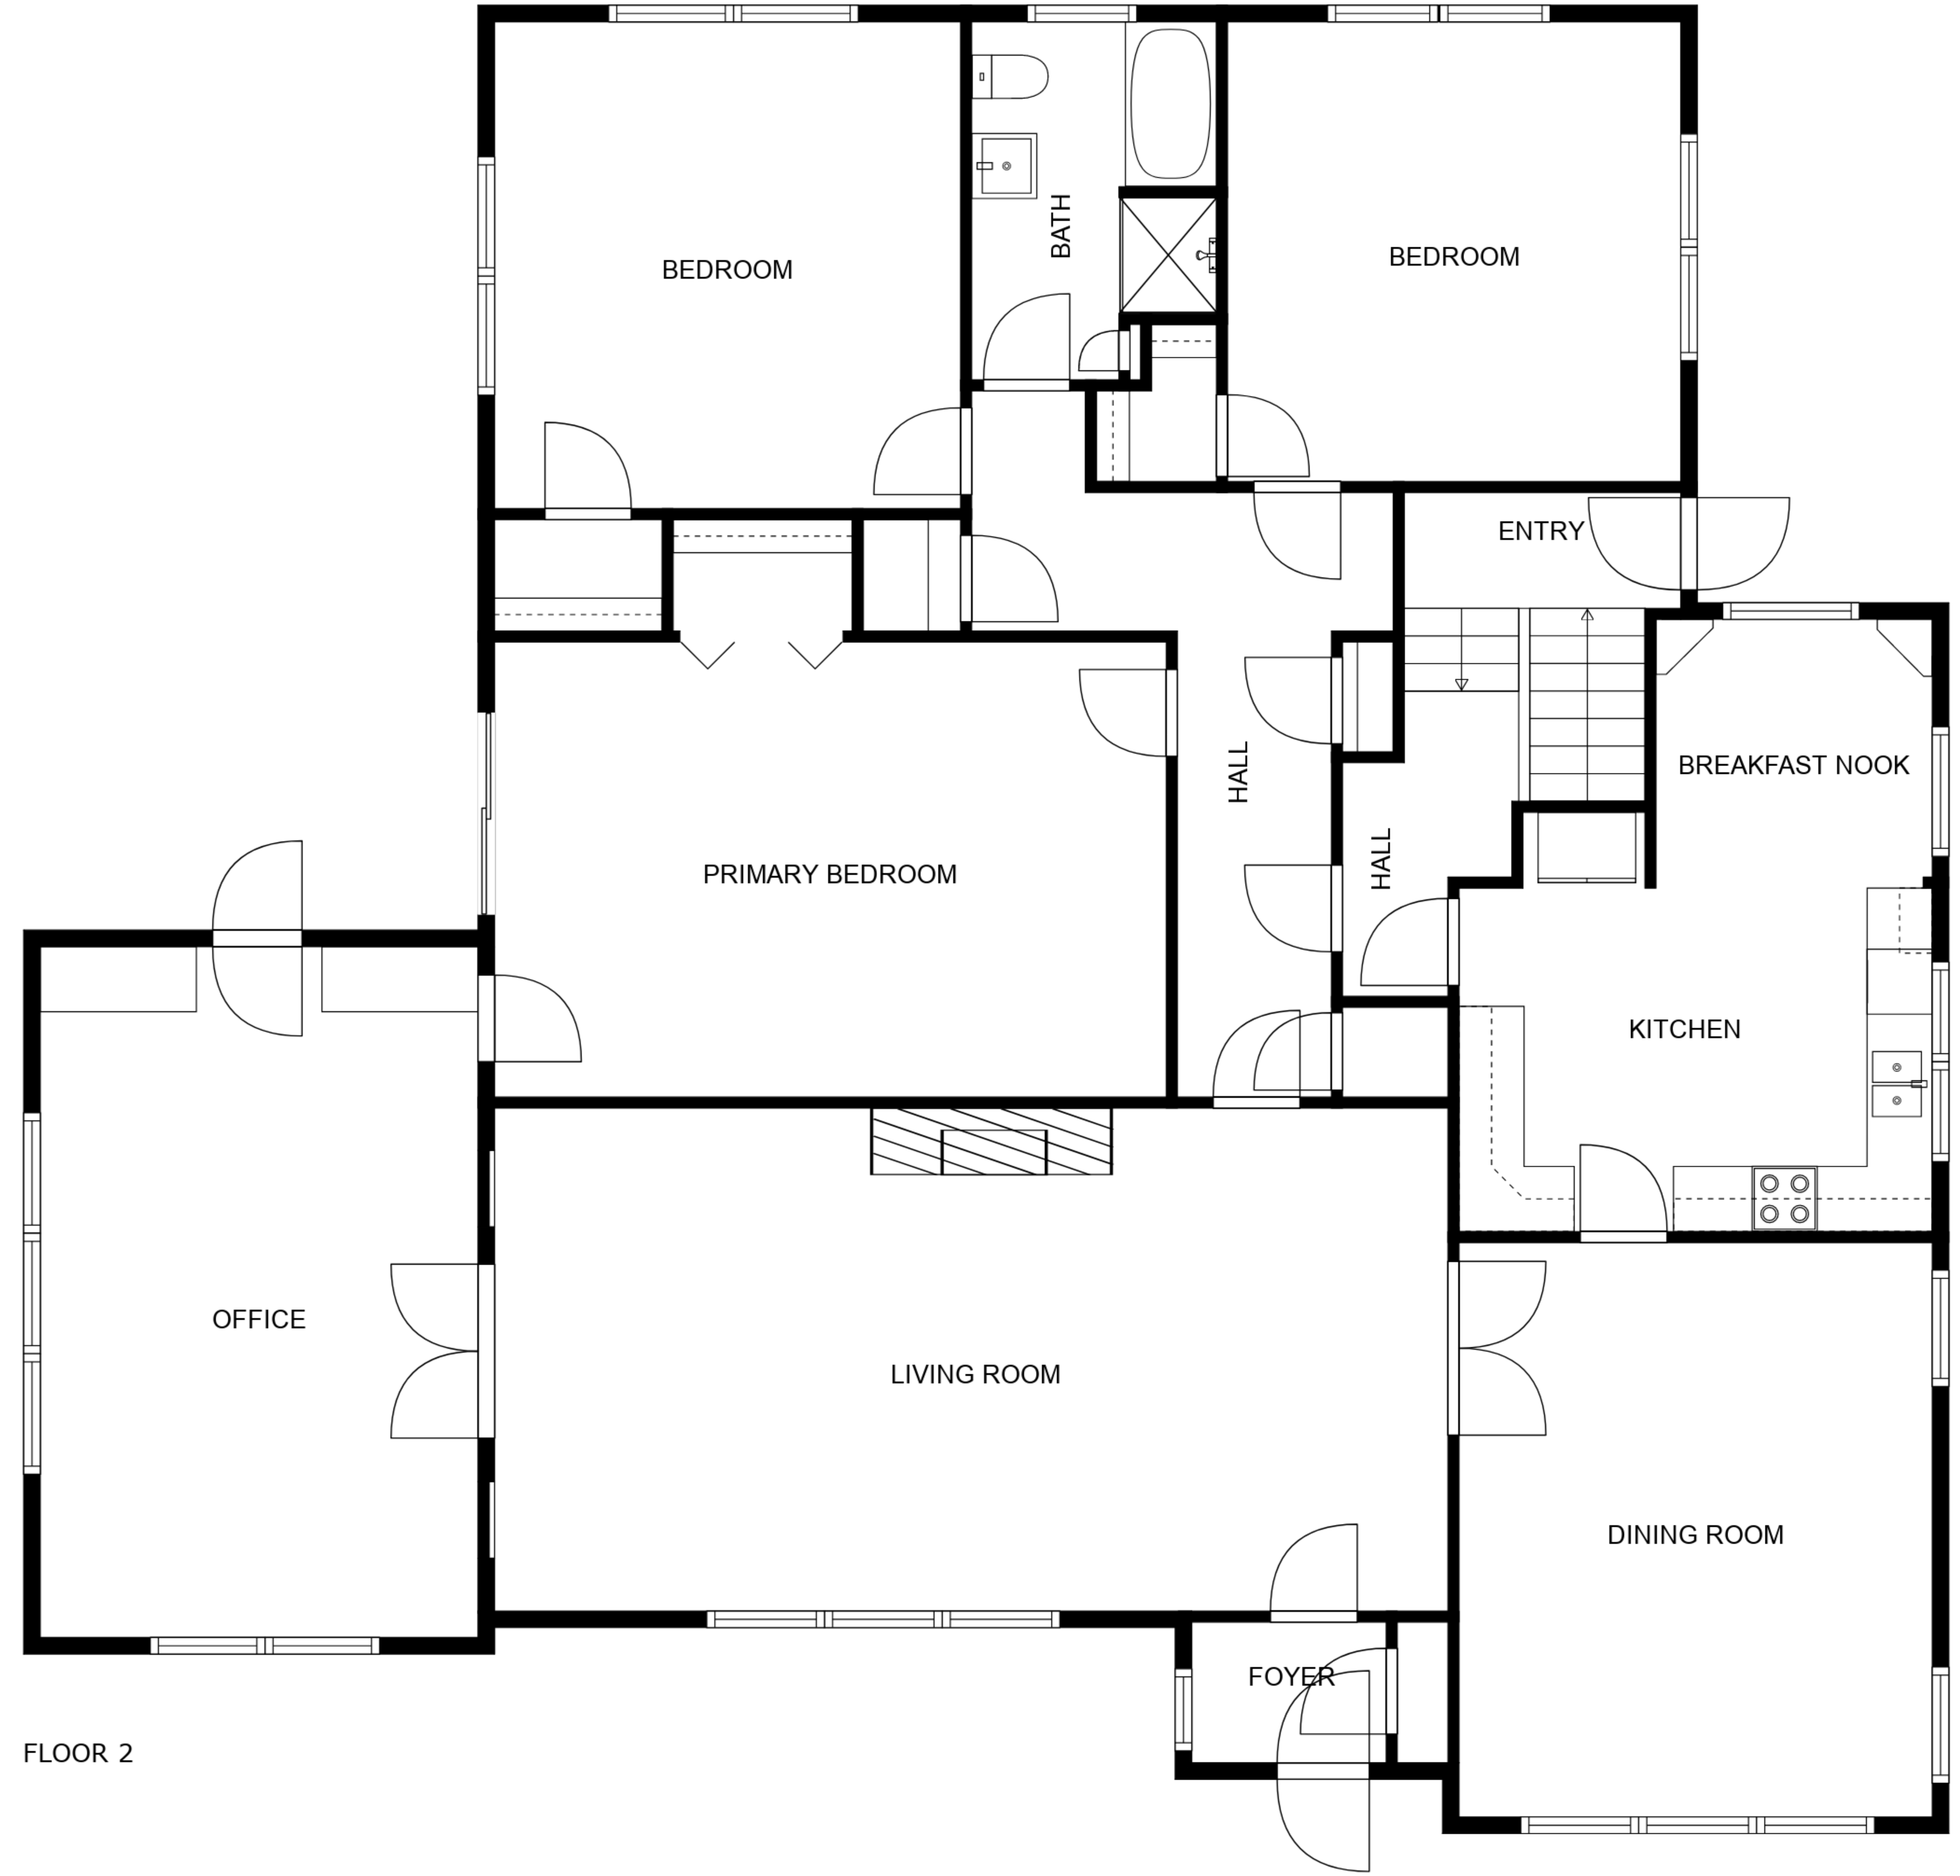 BEDROOM
BATH
BEDROOM
ENTRY
BREAKFAST NOOK
HALL
HALL
PRIMARY BEDROOM
KITCHEN
OFFICE
LIVING ROOM
DINING ROOM
FOYER
FLOOR 2